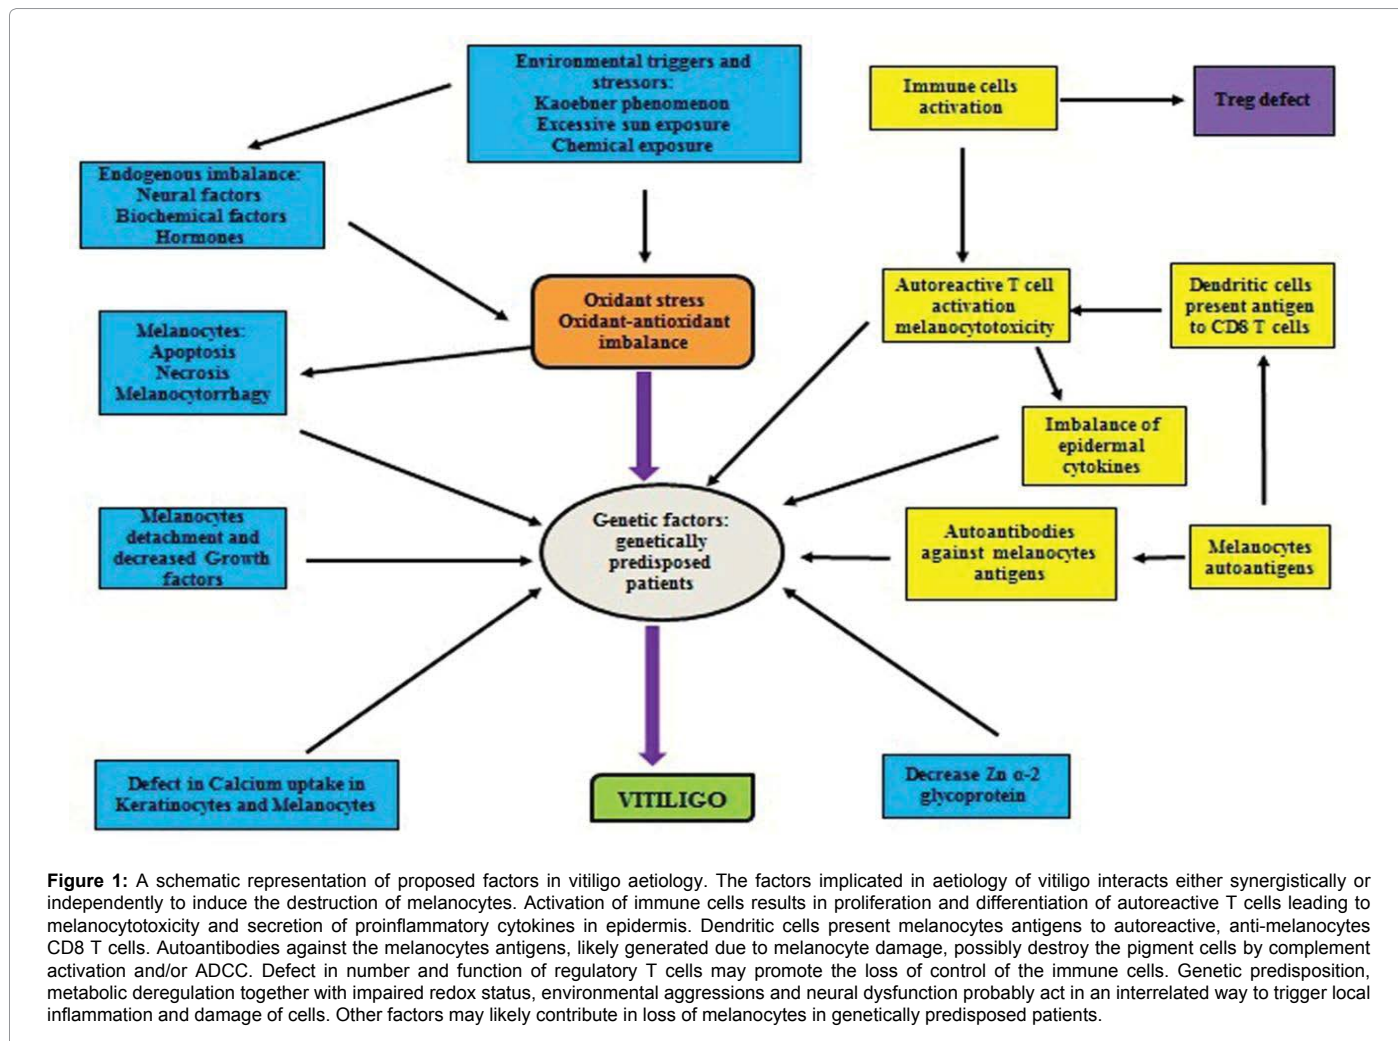 Environmental triggers and
stressors:
Kaoebner phenomenon
Excessive sun exposure
Chemical exposure
Immune cells
activation
Treg defect
Endogenous imbalance:
Neural factors
Biochemical factors
Hormones
Oxidant stress
Oxidant-antioxidant
imbalance
Autoreactive T cell
activation
melanocytotoxicity
Dendritic cells
present antigen
to CD8 T cells
Melanocytes:
Apoptosis
Necrosis
Melanocytorrhagy
Imbalance of
epidermal
cytokines
Melanocytes
detachment and
decreased Growth
factors
Genetic factors:
genetically
predisposed
patients
Autoantibodies
against melanocytes
antigens
Melanocytes
autoantigens
Defect in Calcium uptake in
Keratinocytes and Melanocytes
VITILIGO
Decrease Zn α-2
glycoprotein
Figure 1: A schematic representation of proposed factors in vitiligo aetiology. The factors implicated in aetiology of vitiligo interacts either synergistically or
independently to induce the destruction of melanocytes. Activation of immune cells results in proliferation and differentiation of autoreactive T cells leading to
melanocytotoxicity and secretion of proinflammatory cytokines in epidermis. Dendritic cells present melanocytes antigens to autoreactive, anti-melanocytes
CD8 T cells. Autoantibodies against the melanocytes antigens, likely generated due to melanocyte damage, possibly destroy the pigment cells by complement
activation and/or ADCC. Defect in number and function of regulatory T cells may promote the loss of control of the immune cells. Genetic predisposition,
metabolic deregulation together with impaired redox status, environmental aggressions and neural dysfunction probably act in an interrelated way to trigger local
inflammation and damage of cells. Other factors may likely contribute in loss of melanocytes in genetically predisposed patients.